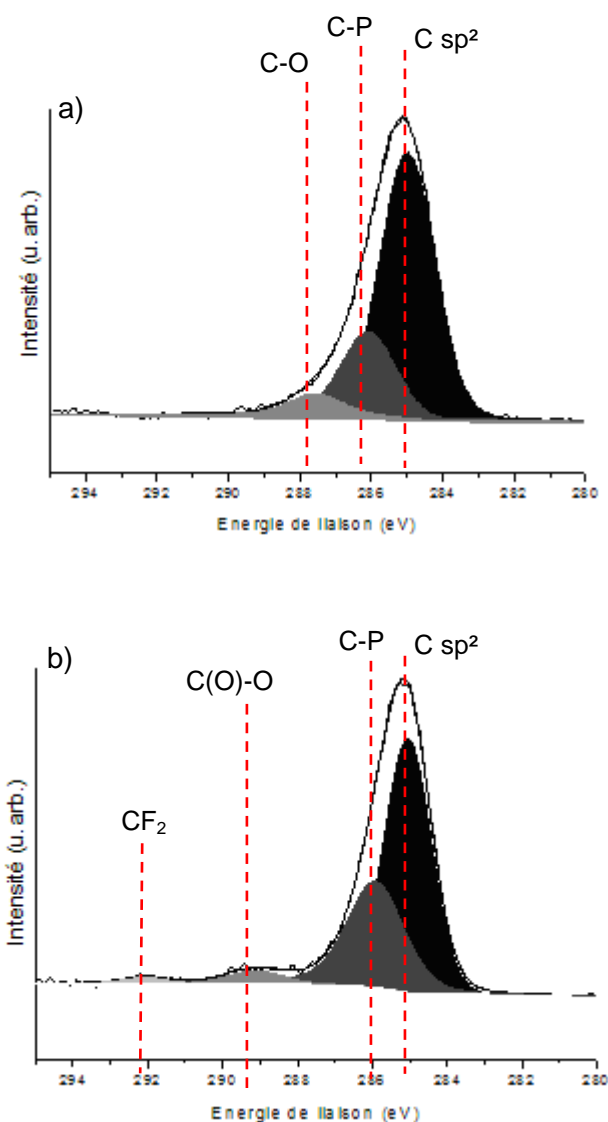 C-P C sp²
C-O
a)
Intensité (u. arb.)
294 292 290 288 286 284 282 280
Energie de liaison (eV)
b)
C-P C sp²
C(O)-O
CF₂
Intensité (u. arb.)
294 292 290 288 286 284 282 280
Energie de liaison (eV)